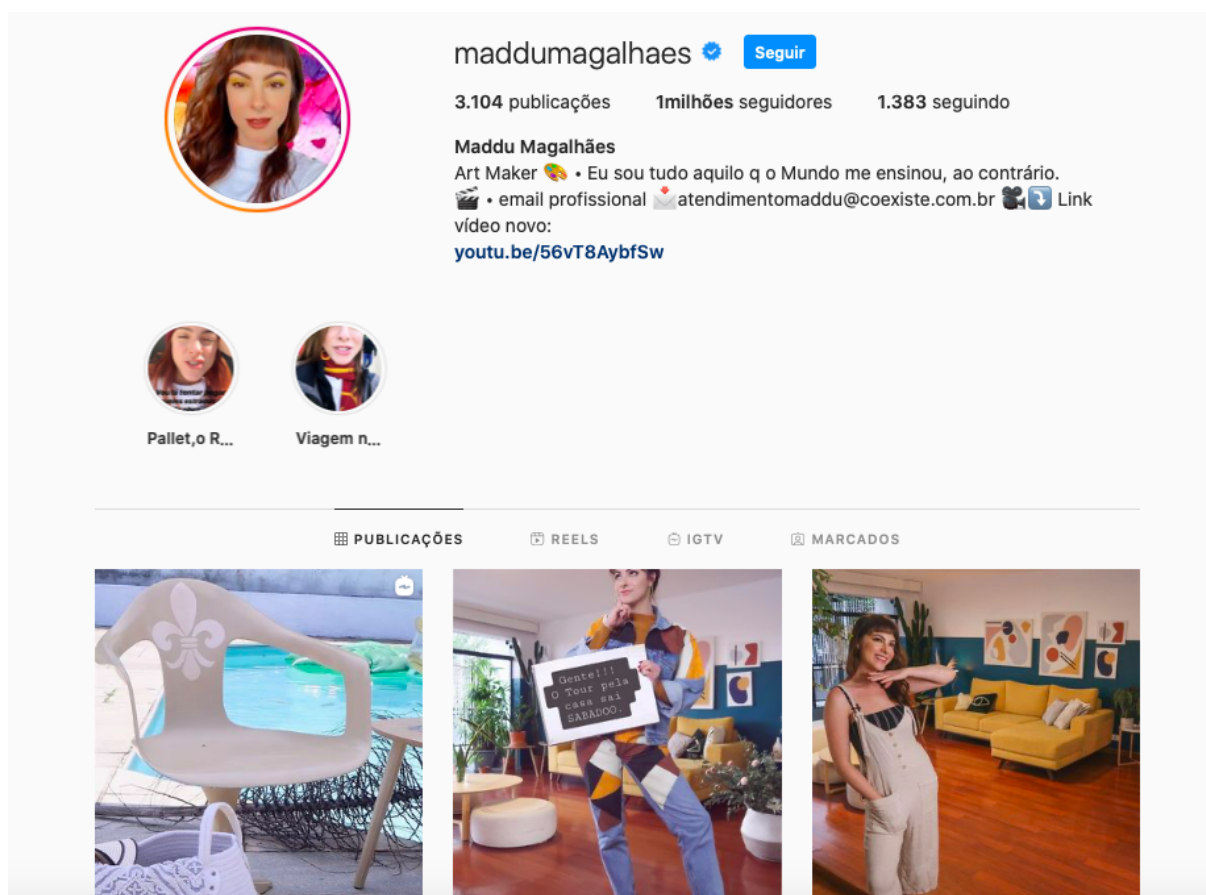 maddumagalhaes Seguir
3.104 publicações 1milhões seguidores 1.383 seguindo
Maddu Magalhães
Art Maker 🎨 • Eu sou tudo aquilo q o Mundo me ensinou, ao contrário.
🎬 • email profissional 📩atendimentomaddu@coexiste.com.br 🎥⤵️ Link
vídeo novo:
youtu.be/56vT8AybfSw
Pallet,o R... Viagem n...
PUBLICAÇÕES REELS IGTV MARCADOS
Gente!!!
O Tour pela
casa sai
SABADOO.